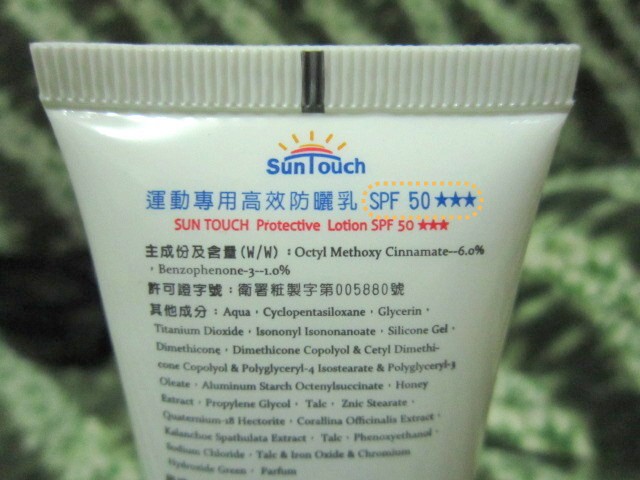 SunTouch
運動專用高效防曬乳 SPF 50 ★★★
SUN TOUCH Protective Lotion SPF 50 ★★★
主成份及含量(W/W)：Octyl Methoxy Cinnamate--6.0%
，Benzophenone-3--1.0%
許可證字號：衛署粧製字第005880號
其他成分：Aqua，Cyclopentasiloxane，Glycerin，
Titanium Dioxide，Isononyl Isononanoate，Silicone Gel，
Dimethicone，Dimethicone Copolyol & Cetyl Dimethi-
cone Copolyol & Polyglyceryl-4 Isostearate & Polyglyceryl-3
Oleate，Aluminum Starch Octenylsuccinate，Honey
Extract，Propylene Glycol，Talc，Znic Stearate，
Quaternium-18 Hectorite，Corallina Officinalis Extract，
Kalanchoe Spathulata Extract，Talc，Phenoxyethanol，
Sodium Chloride，Talc & Iron Oxide & Chromium
Hydroxide Green，Parfum